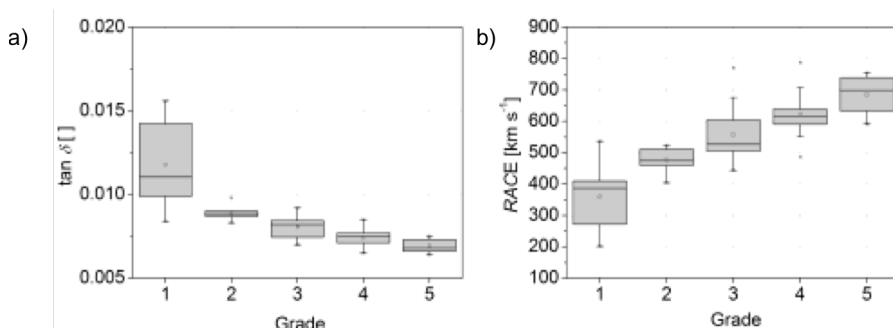 a)
0.020
0.015
0.010
0.005
tan δ [ ]
1 2 3 4 5
Grade
b)
900
800
700
600
500
400
300
200
100
RACE [km s⁻¹]
1 2 3 4 5
Grade